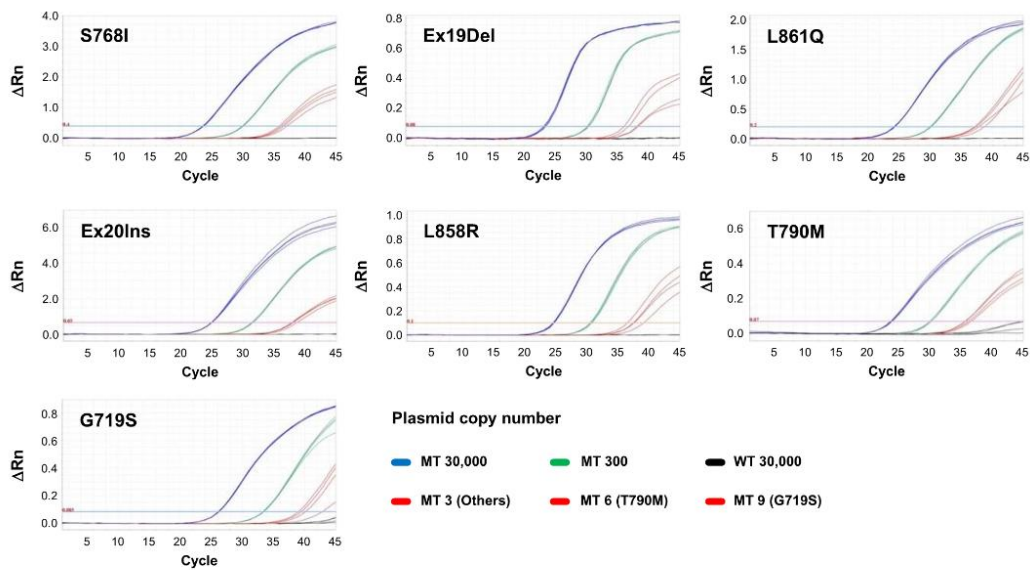 S768I
ΔRn
4.0
3.0
2.0
1.0
0.0
5 10 15 20 25 30 35 40 45
Cycle
Ex19Del
ΔRn
0.8
0.6
0.4
0.2
0.0
5 10 15 20 25 30 35 40 45
Cycle
L861Q
ΔRn
2.0
1.5
1.0
0.5
0.0
5 10 15 20 25 30 35 40 45
Cycle
Ex20Ins
ΔRn
6.0
4.0
2.0
0.0
5 10 15 20 25 30 35 40 45
Cycle
L858R
ΔRn
1.0
0.8
0.6
0.4
0.2
0.0
5 10 15 20 25 30 35 40 45
Cycle
T790M
ΔRn
0.6
0.4
0.2
0.0
5 10 15 20 25 30 35 40 45
Cycle
G719S
ΔRn
0.8
0.6
0.4
0.2
0.0
5 10 15 20 25 30 35 40 45
Cycle
Plasmid copy number
MT 30,000 MT 300 WT 30,000
MT 3 (Others) MT 6 (T790M) MT 9 (G719S)